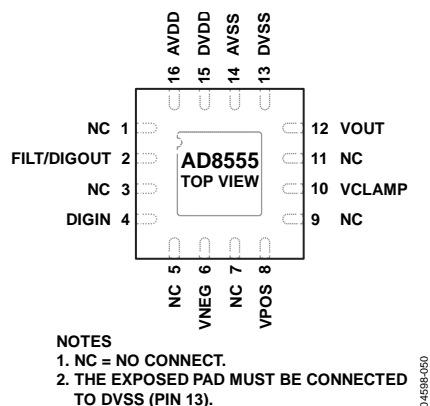 16 AVDD
15 DVDD
14 AVSS
13 DVSS
NC 1
FILT/DIGOUT 2
NC 3
DIGIN 4
AD8555
TOP VIEW
12 VOUT
11 NC
10 VCLAMP
9 NC
NC 5
VNEG 6
NC 7
VPOS 8
NOTES
1. NC = NO CONNECT.
2. THE EXPOSED PAD MUST BE CONNECTED
TO DVSS (PIN 13).
04598-050